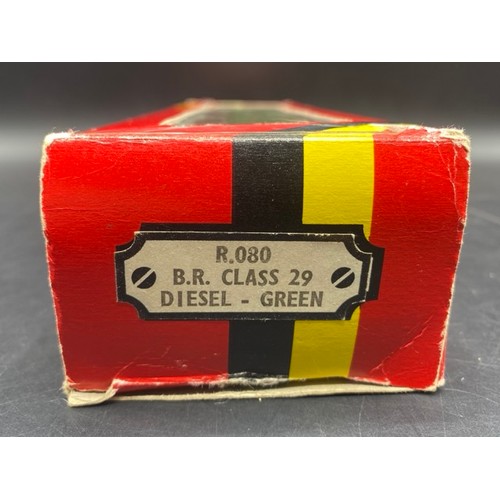 R.080
B.R. CLASS 29
DIESEL - GREEN